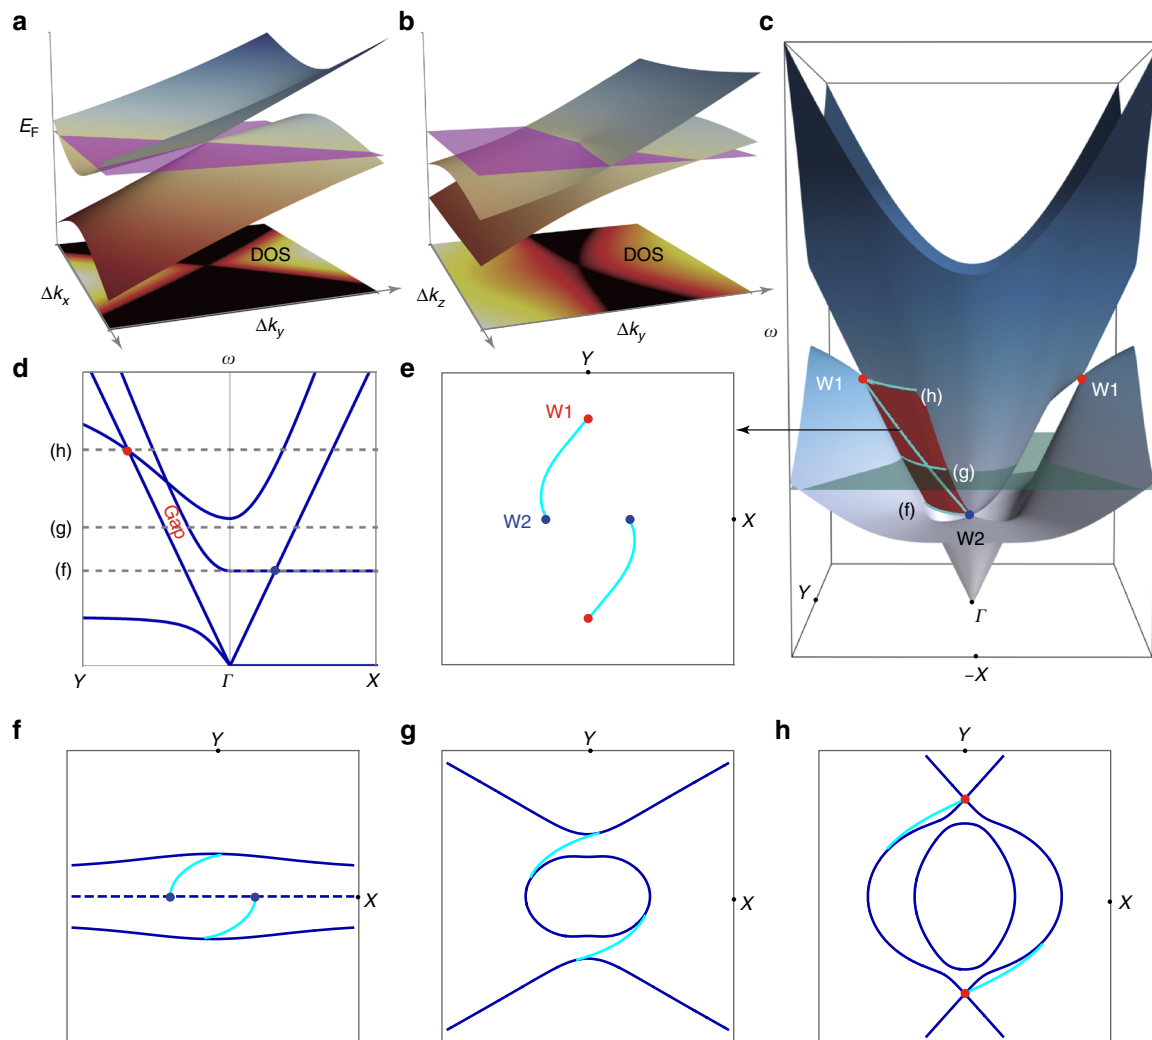 a
E_F
DOS
Δk_x
Δk_y
b
DOS
Δk_z
Δk_y
c
ω
W1
W1
(h)
(g)
(f)
W2
Y
Γ
−X
d
ω
(h)
(g)
(f)
Gap
Y
Γ
X
e
Y
W1
W2
X
f
Y
X
g
Y
X
h
Y
X